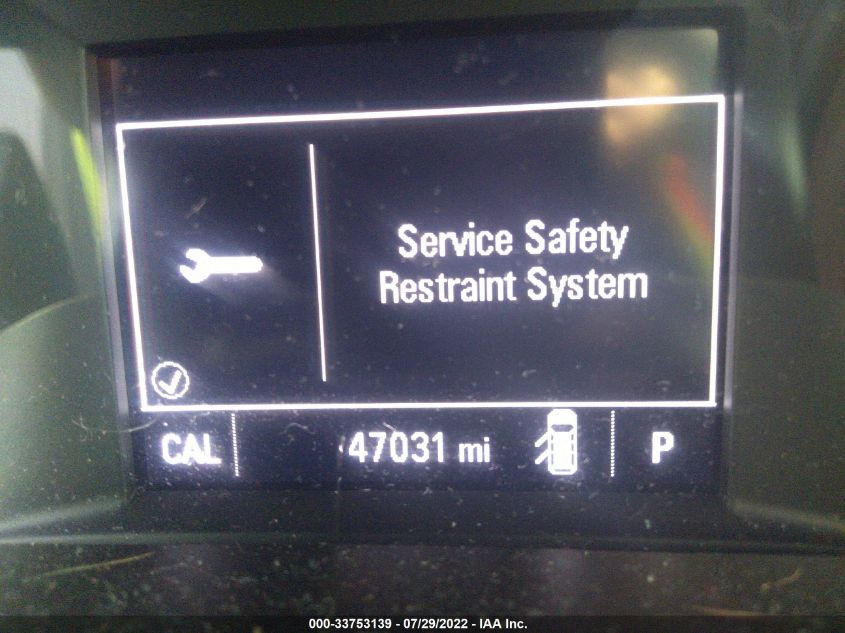 Service Safety
Restraint System
CAL 47031 mi P
000-33753139 - 07/29/2022 - IAA Inc.